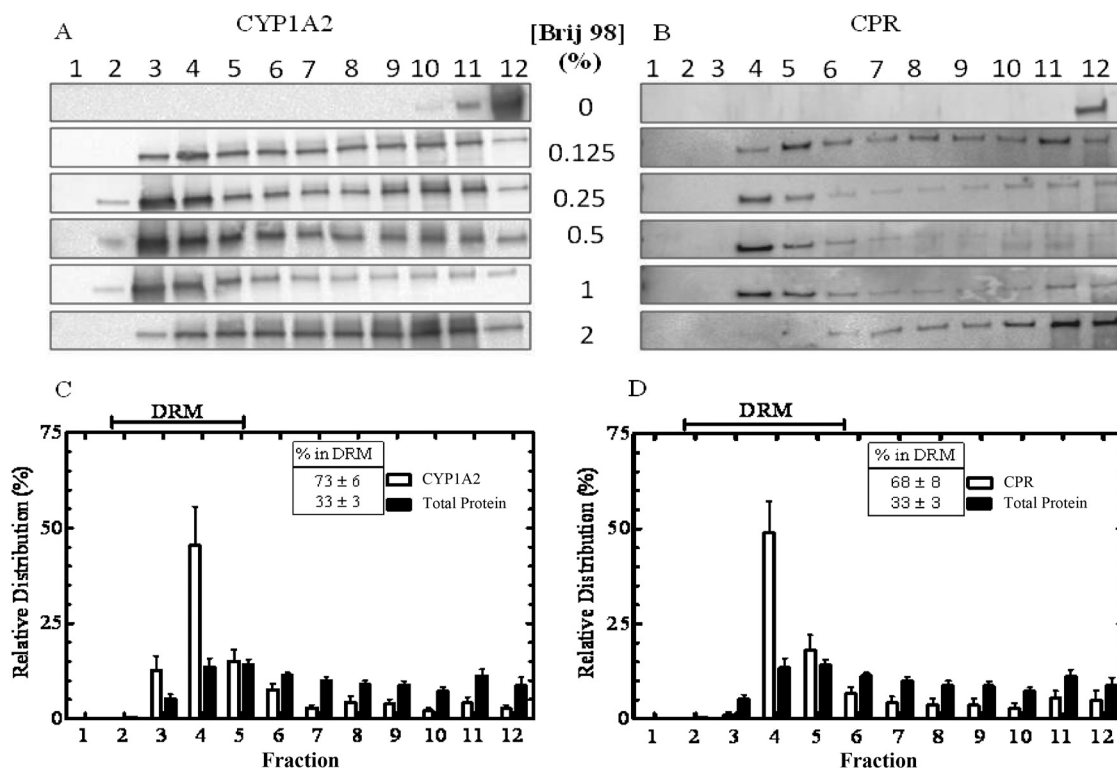 A
CYP1A2
[Brij 98]
(%)
B
CPR
1 2 3 4 5 6 7 8 9 10 11 12
1 2 3 4 5 6 7 8 9 10 11 12
0
0.125
0.25
0.5
1
2
C
DRM
75
50
25
0
Relative Distribution (%)
% in DRM
73 ± 6
33 ± 3
CYP1A2
Total Protein
1 2 3 4 5 6 7 8 9 10 11 12
Fraction
D
DRM
75
50
25
0
Relative Distribution (%)
% in DRM
68 ± 8
33 ± 3
CPR
Total Protein
1 2 3 4 5 6 7 8 9 10 11 12
Fraction